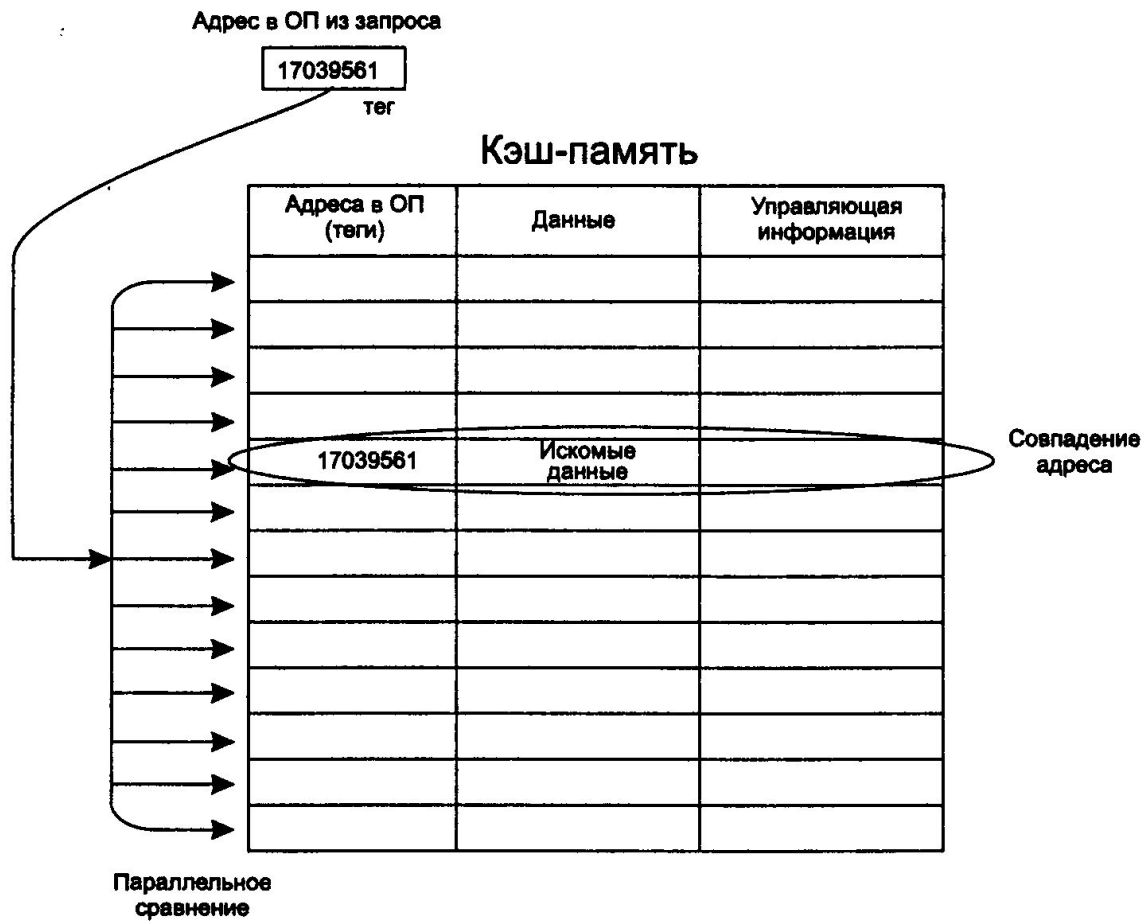 Адрес в ОП из запроса
17039561
тег
Кэш-память
Адреса в ОП
(теги)
Данные
Управляющая
информация
17039561
Искомые
данные
Совпадение
адреса
Параллельное
сравнение